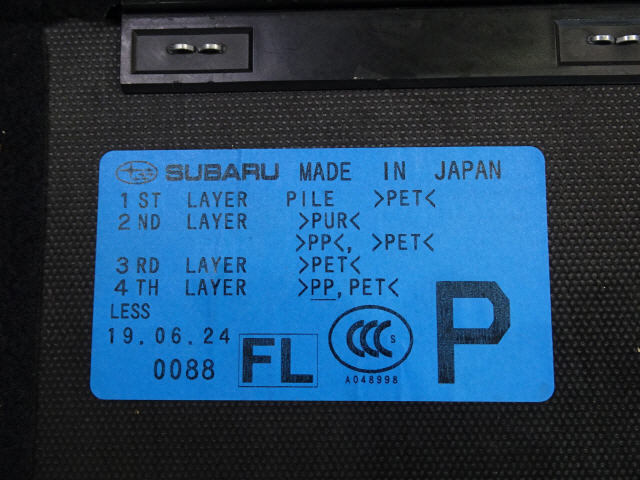 SUBARU MADE IN JAPAN
1ST LAYER PILE >PET<
2ND LAYER >PUR<
>PP<, >PET<
3RD LAYER >PET<
4TH LAYER >PP,PET<
LESS
19.06.24
0088 FL CCC S P
A048998